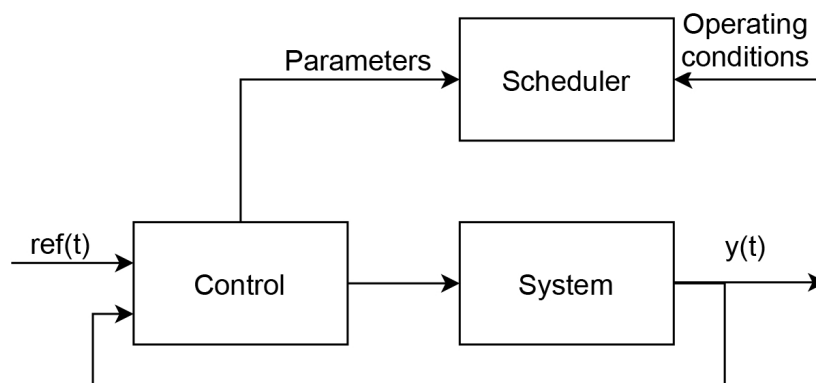 Operating
conditions
Parameters
Scheduler
ref(t)
Control
System
y(t)